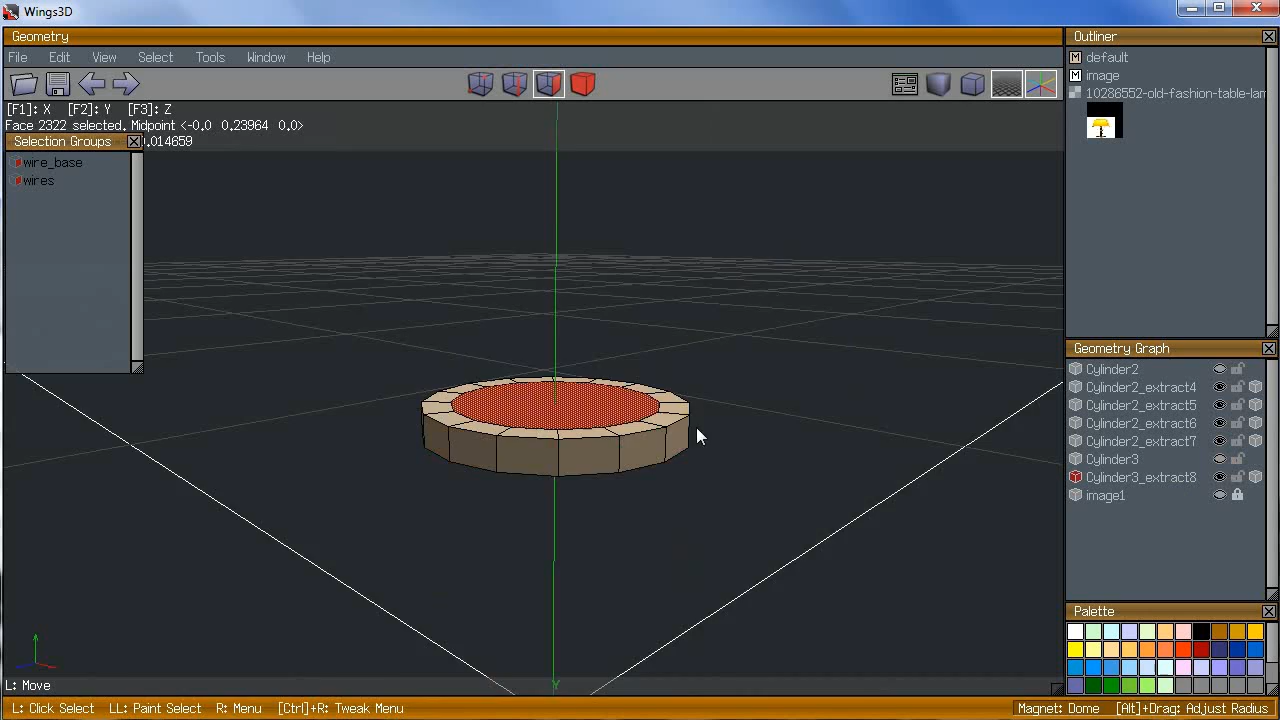 Wings3D
Geometry
File Edit View Select Tools Window Help
[F1]: X [F2]: Y [F3]: Z
Face 2322 selected. Midpoint <-0.0 0.23964 0.0>
.014659
Selection Groups
wire_base
wires
Y
L: Move
L: Click Select LL: Paint Select R: Menu [Ctrl]+R: Tweak Menu
Magnet: Dome [Alt]+Drag: Adjust Radius
Outliner
M default
M image
10286552-old-fashion-table-lam
Geometry Graph
Cylinder2
Cylinder2_extract4
Cylinder2_extract5
Cylinder2_extract6
Cylinder2_extract7
Cylinder3
Cylinder3_extract8
image1
Palette